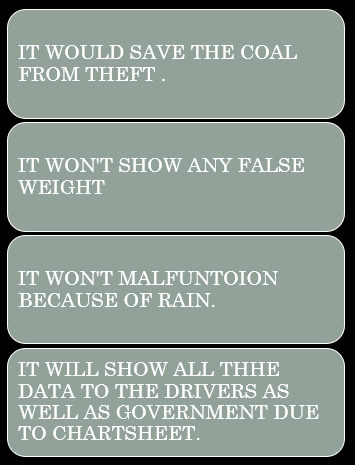 IT WOULD SAVE THE COAL
FROM THEFT .
IT WON'T SHOW ANY FALSE
WEIGHT
IT WON'T MALFUNTOION
BECAUSE OF RAIN.
IT WILL SHOW ALL THHE
DATA TO THE DRIVERS AS
WELL AS GOVERNMENT DUE
TO CHARTSHEET.